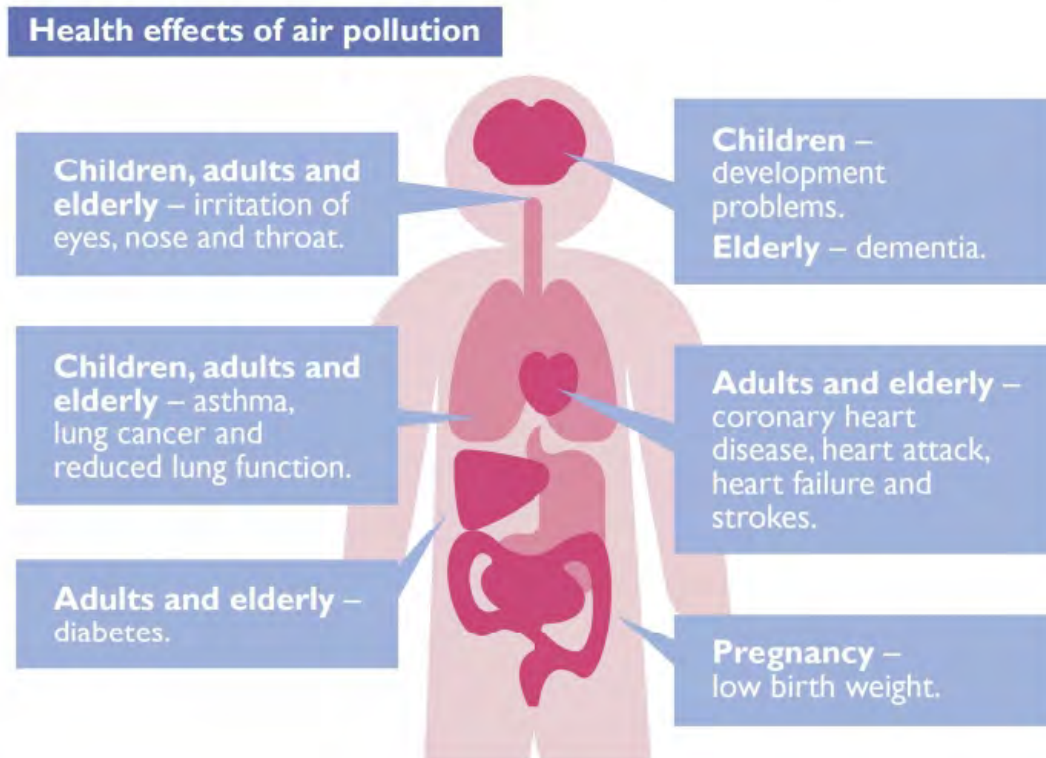 Health effects of air pollution
Children, adults and
elderly – irritation of
eyes, nose and throat.
Children, adults and
elderly – asthma,
lung cancer and
reduced lung function.
Adults and elderly –
diabetes.
Children –
development
problems.
Elderly – dementia.
Adults and elderly –
coronary heart
disease, heart attack,
heart failure and
strokes.
Pregnancy –
low birth weight.